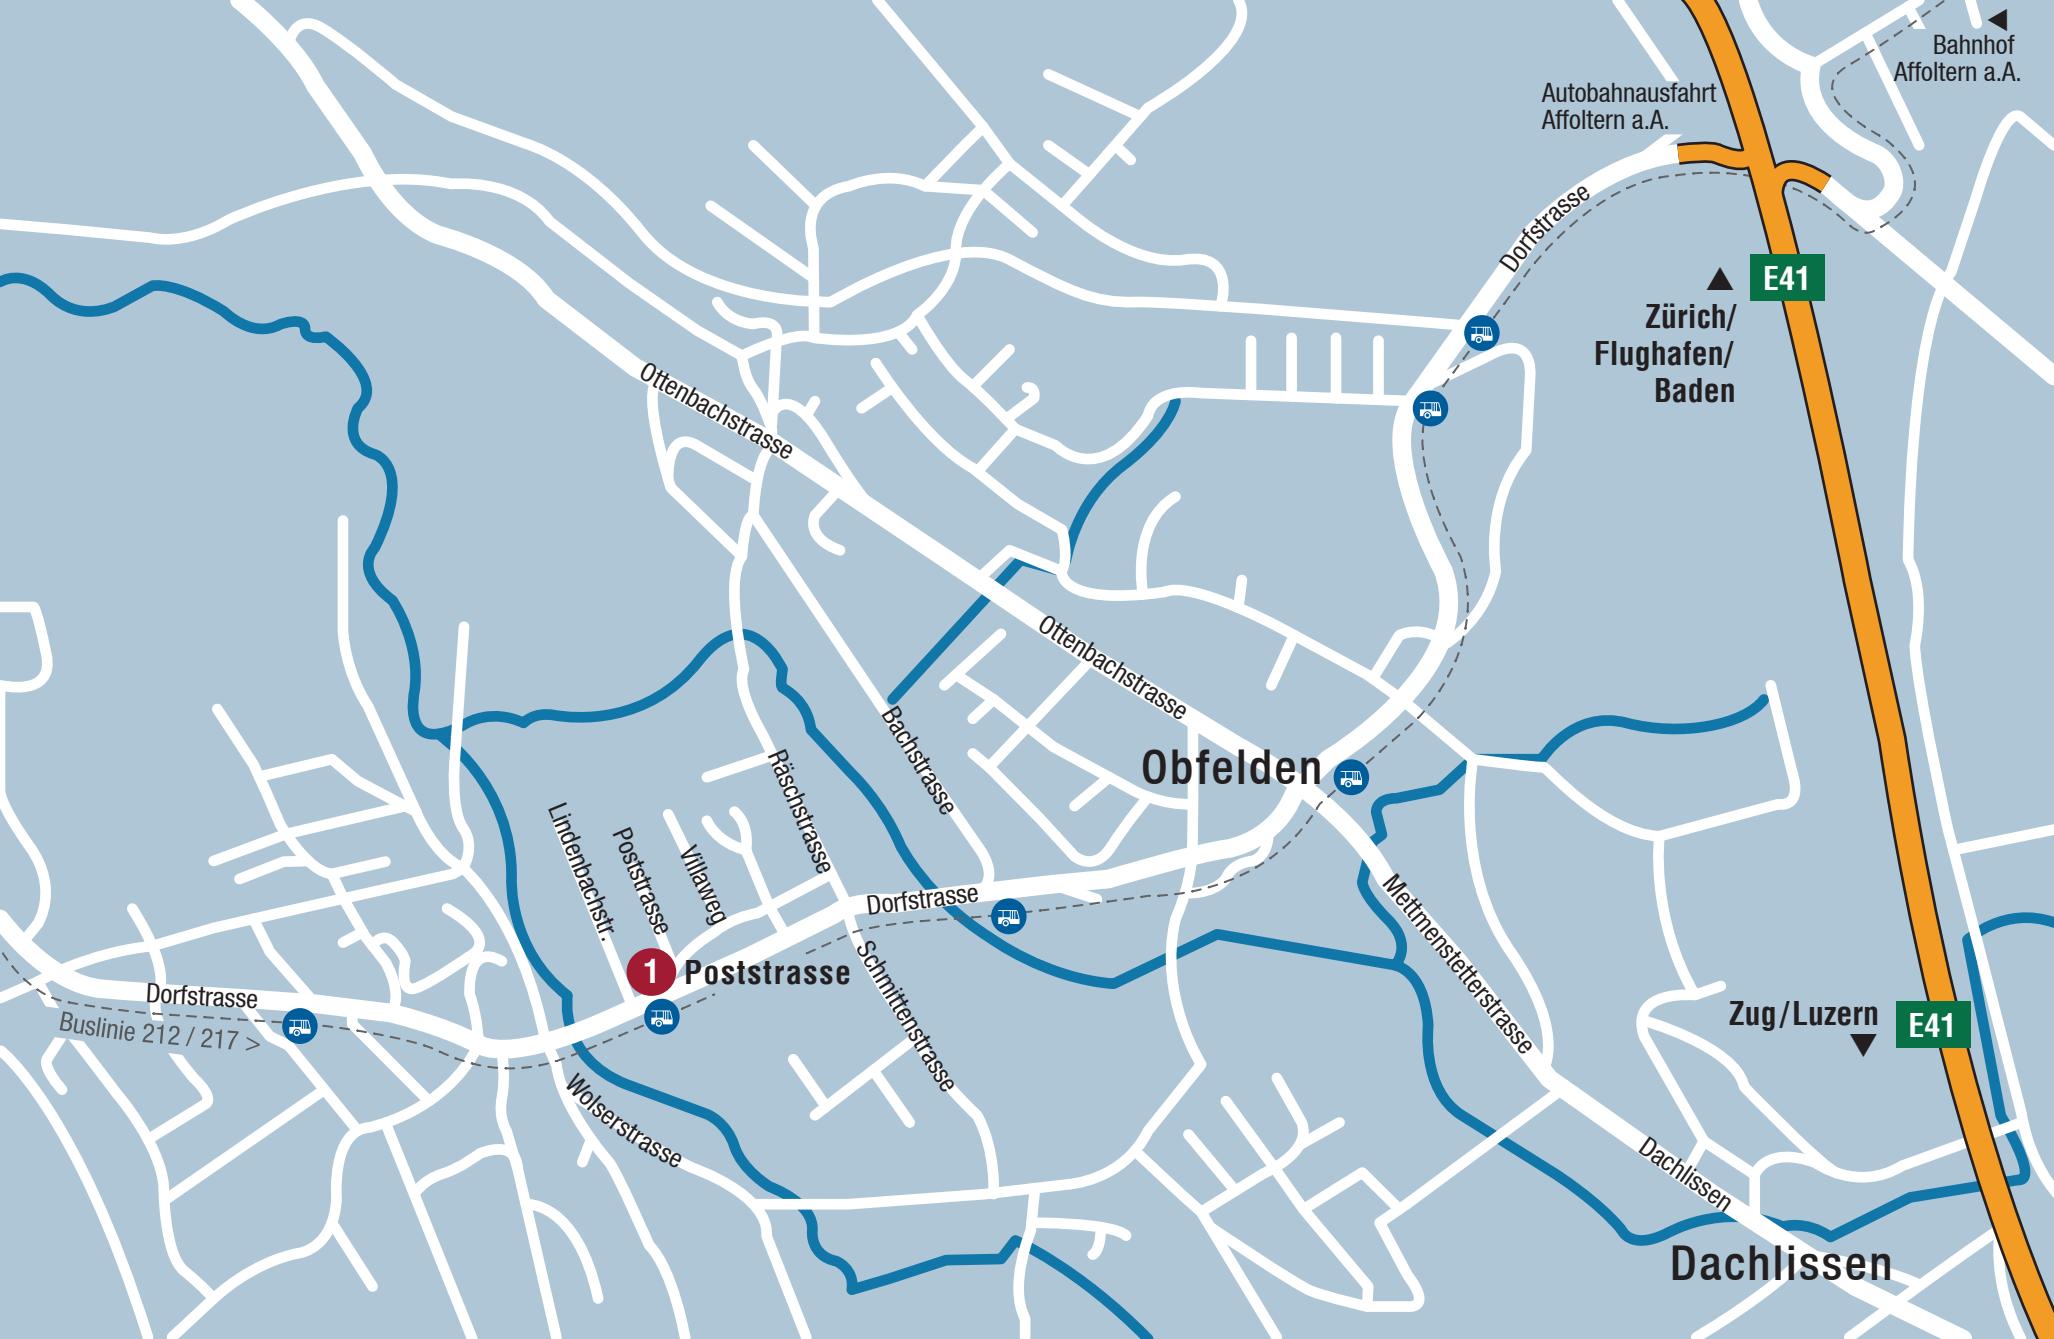 Bahnhof
Affoltern a.A.
Autobahnausfahrt
Affoltern a.A.
Dorfstrasse
E41
Zürich/
Flughafen/
Baden
Ottenbachstrasse
Ottenbachstrasse
Obfelden
Bachstrasse
Räschstrasse
Lindenbachstr.
Poststrasse
Villaweg
Dorfstrasse
Mettmenstetterstrasse
1
Poststrasse
Schmittenstrasse
Dorfstrasse
Buslinie 212 / 217 >
Zug/Luzern
E41
Wolserstrasse
Dachlissen
Dachlissen